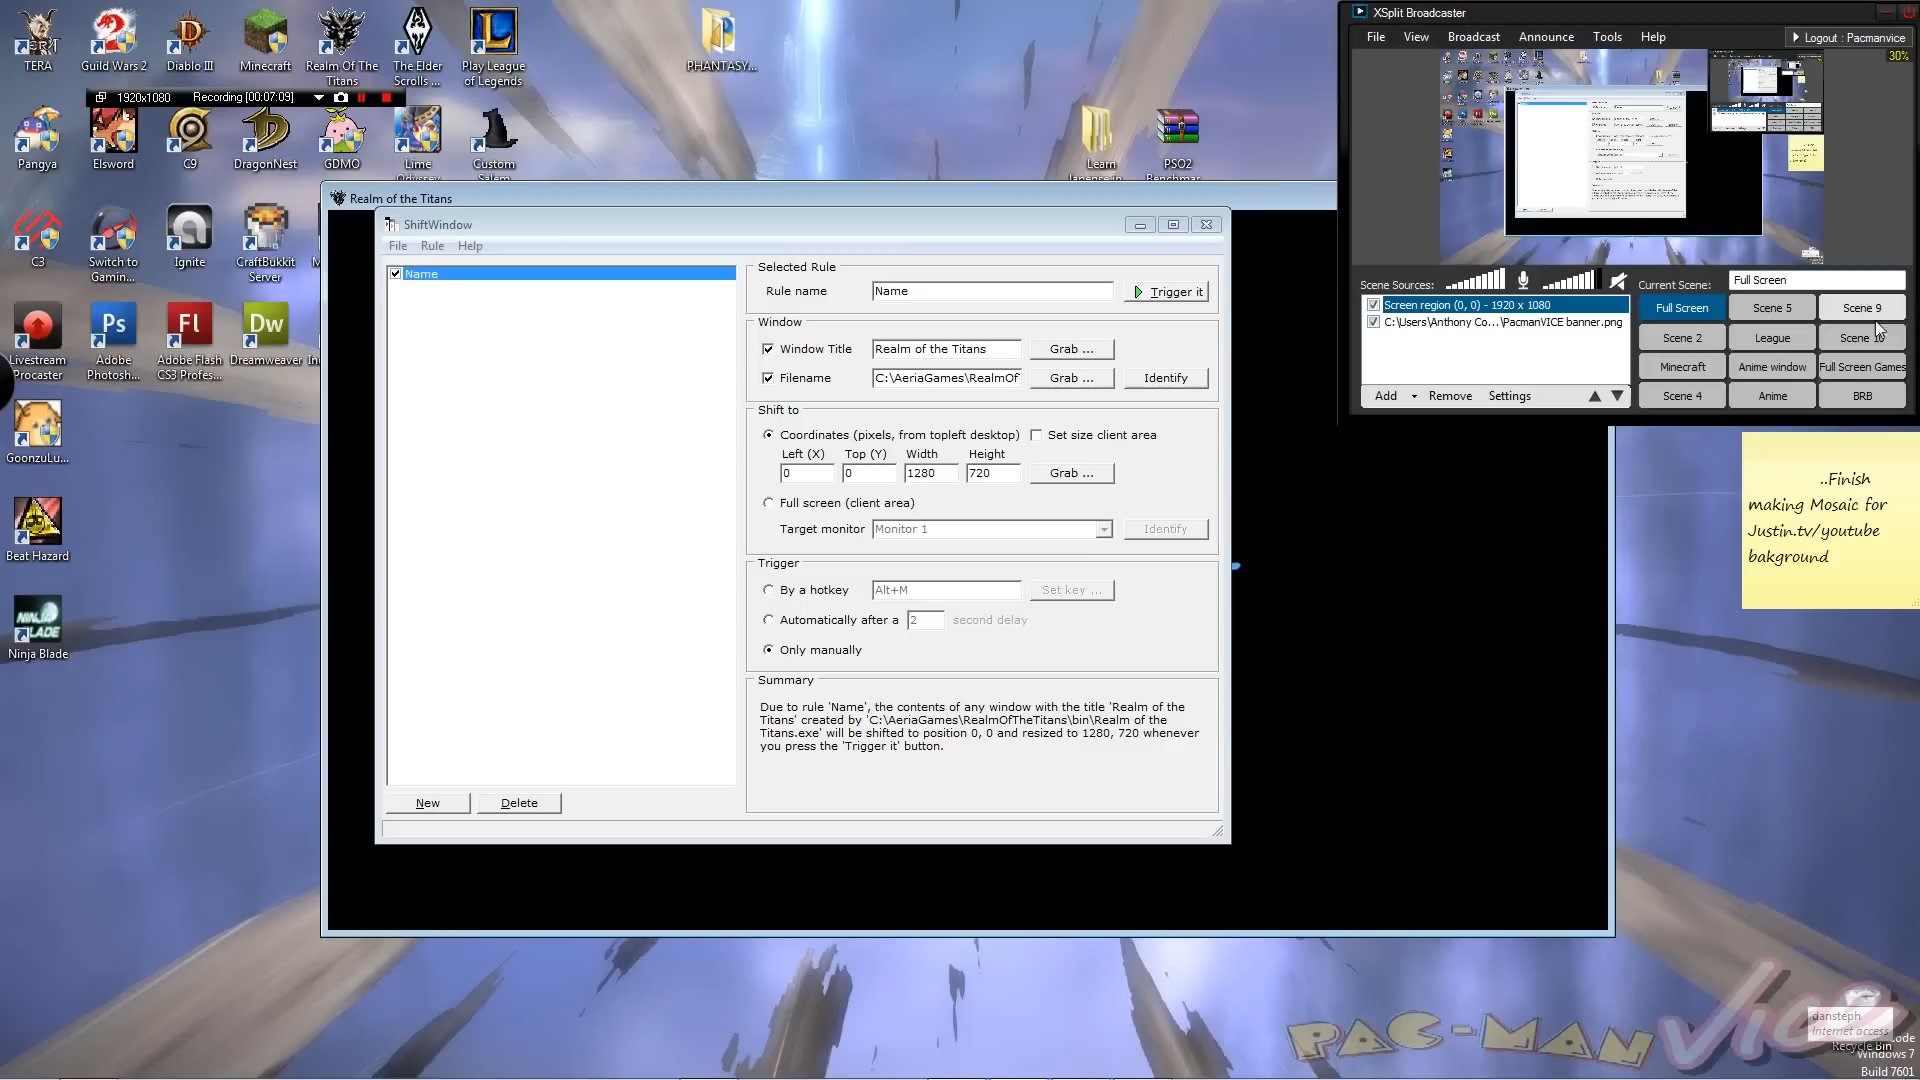 TERA
Guild Wars 2
Diablo III
Minecraft
Realm Of The
Titans
The Elder
Scrolls ...
Play League
of Legends
PHANTASY...
1920x1080
Recording [00:07:09]
Pangya
Elsword
C9
DragonNest
GDMO
Lime
Odyssey
Custom
Salem
Learn
PSO2
Benchmar
C3
Switch to
Gamin...
Ignite
CraftBukkit
Server
Livestream
Procaster
Adobe
Photosh...
Adobe Flash
CS3 Profes...
Dreamweaver
GoonzuLu...
Beat Hazard
Ninja Blade
Realm of the Titans
ShiftWindow
File
Rule
Help
Name
New
Delete
Selected Rule
Rule name
Name
Trigger it
Window
Window Title
Realm of the Titans
Grab ...
Filename
C:\AeriaGames\RealmOf
Grab ...
Identify
Shift to
Coordinates (pixels, from topleft desktop)
Set size client area
Left (X)
Top (Y)
Width
Height
0
0
1280
720
Grab ...
Full screen (client area)
Target monitor
Monitor 1
Identify
Trigger
By a hotkey
Alt+M
Set key ...
Automatically after a
2
second delay
Only manually
Summary
Due to rule 'Name', the contents of any window with the title 'Realm of the
Titans' created by 'C:\AeriaGames\RealmOfTheTitans\bin\Realm of the
Titans.exe' will be shifted to position 0, 0 and resized to 1280, 720 whenever
you press the 'Trigger it' button.
XSplit Broadcaster
File
View
Broadcast
Announce
Tools
Help
Logout : Pacmanvice
30%
Scene Sources:
Current Scene:
Full Screen
Screen region (0, 0) - 1920 x 1080
C:\Users\Anthony Co...\PacmanVICE banner.png
Add
Remove
Settings
Full Screen
Scene 5
Scene 9
Scene 2
League
Scene 10
Minecraft
Anime window
Full Screen Games
Scene 4
Anime
BRB
..Finish
making Mosaic for
Justin.tv/youtube
bakground
PAC-MAN
Vice
dansteph
Internet access
Recycle Bin
Windows 7
Build 7601